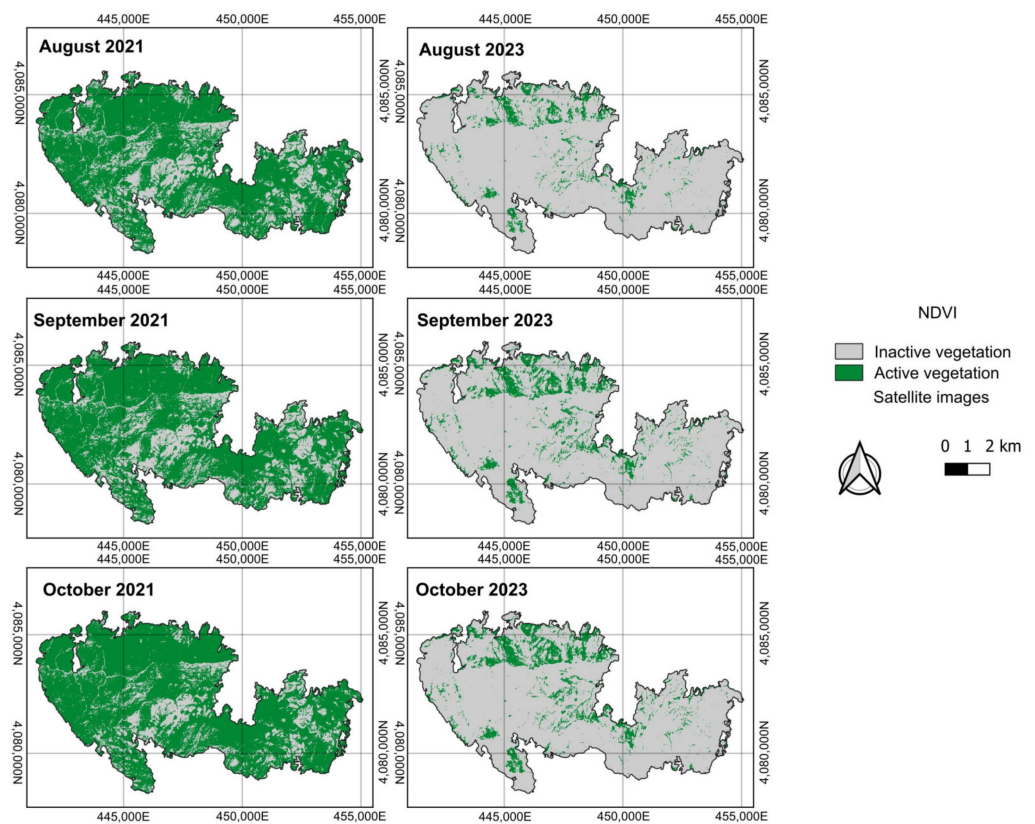 445,000E 450,000E 455,000E 445,000E 450,000E 455,000E
August 2021 August 2023
4,085,000N 4,085,000N 4,085,000N 4,085,000N
4,080,000N 4,080,000N 4,080,000N 4,080,000N
445,000E 450,000E 455,000E 445,000E 450,000E 455,000E
445,000E 450,000E 455,000E 445,000E 450,000E 455,000E
September 2021 September 2023
4,085,000N 4,085,000N 4,085,000N 4,085,000N
4,080,000N 4,080,000N 4,080,000N 4,080,000N
445,000E 450,000E 455,000E 445,000E 450,000E 455,000E
445,000E 450,000E 455,000E 445,000E 450,000E 455,000E
October 2021 October 2023
4,085,000N 4,085,000N 4,085,000N 4,085,000N
4,080,000N 4,080,000N 4,080,000N 4,080,000N
445,000E 450,000E 455,000E 445,000E 450,000E 455,000E
NDVI
Inactive vegetation
Active vegetation
Satellite images
0 1 2 km